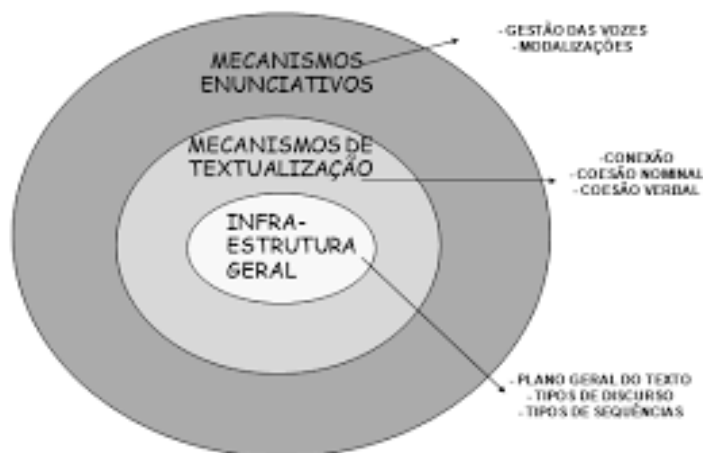 MECANISMOS
ENUNCIATIVOS
- GESTÃO DAS VOZES
- MODALIZAÇÕES
MECANISMOS DE
TEXTUALIZAÇÃO
- CONEXÃO
- COESÃO NOMINAL
- COESÃO VERBAL
INFRA-
ESTRUTURA
GERAL
- PLANO GERAL DO TEXTO
- TIPOS DE DISCURSO
- TIPOS DE SEQUÊNCIAS